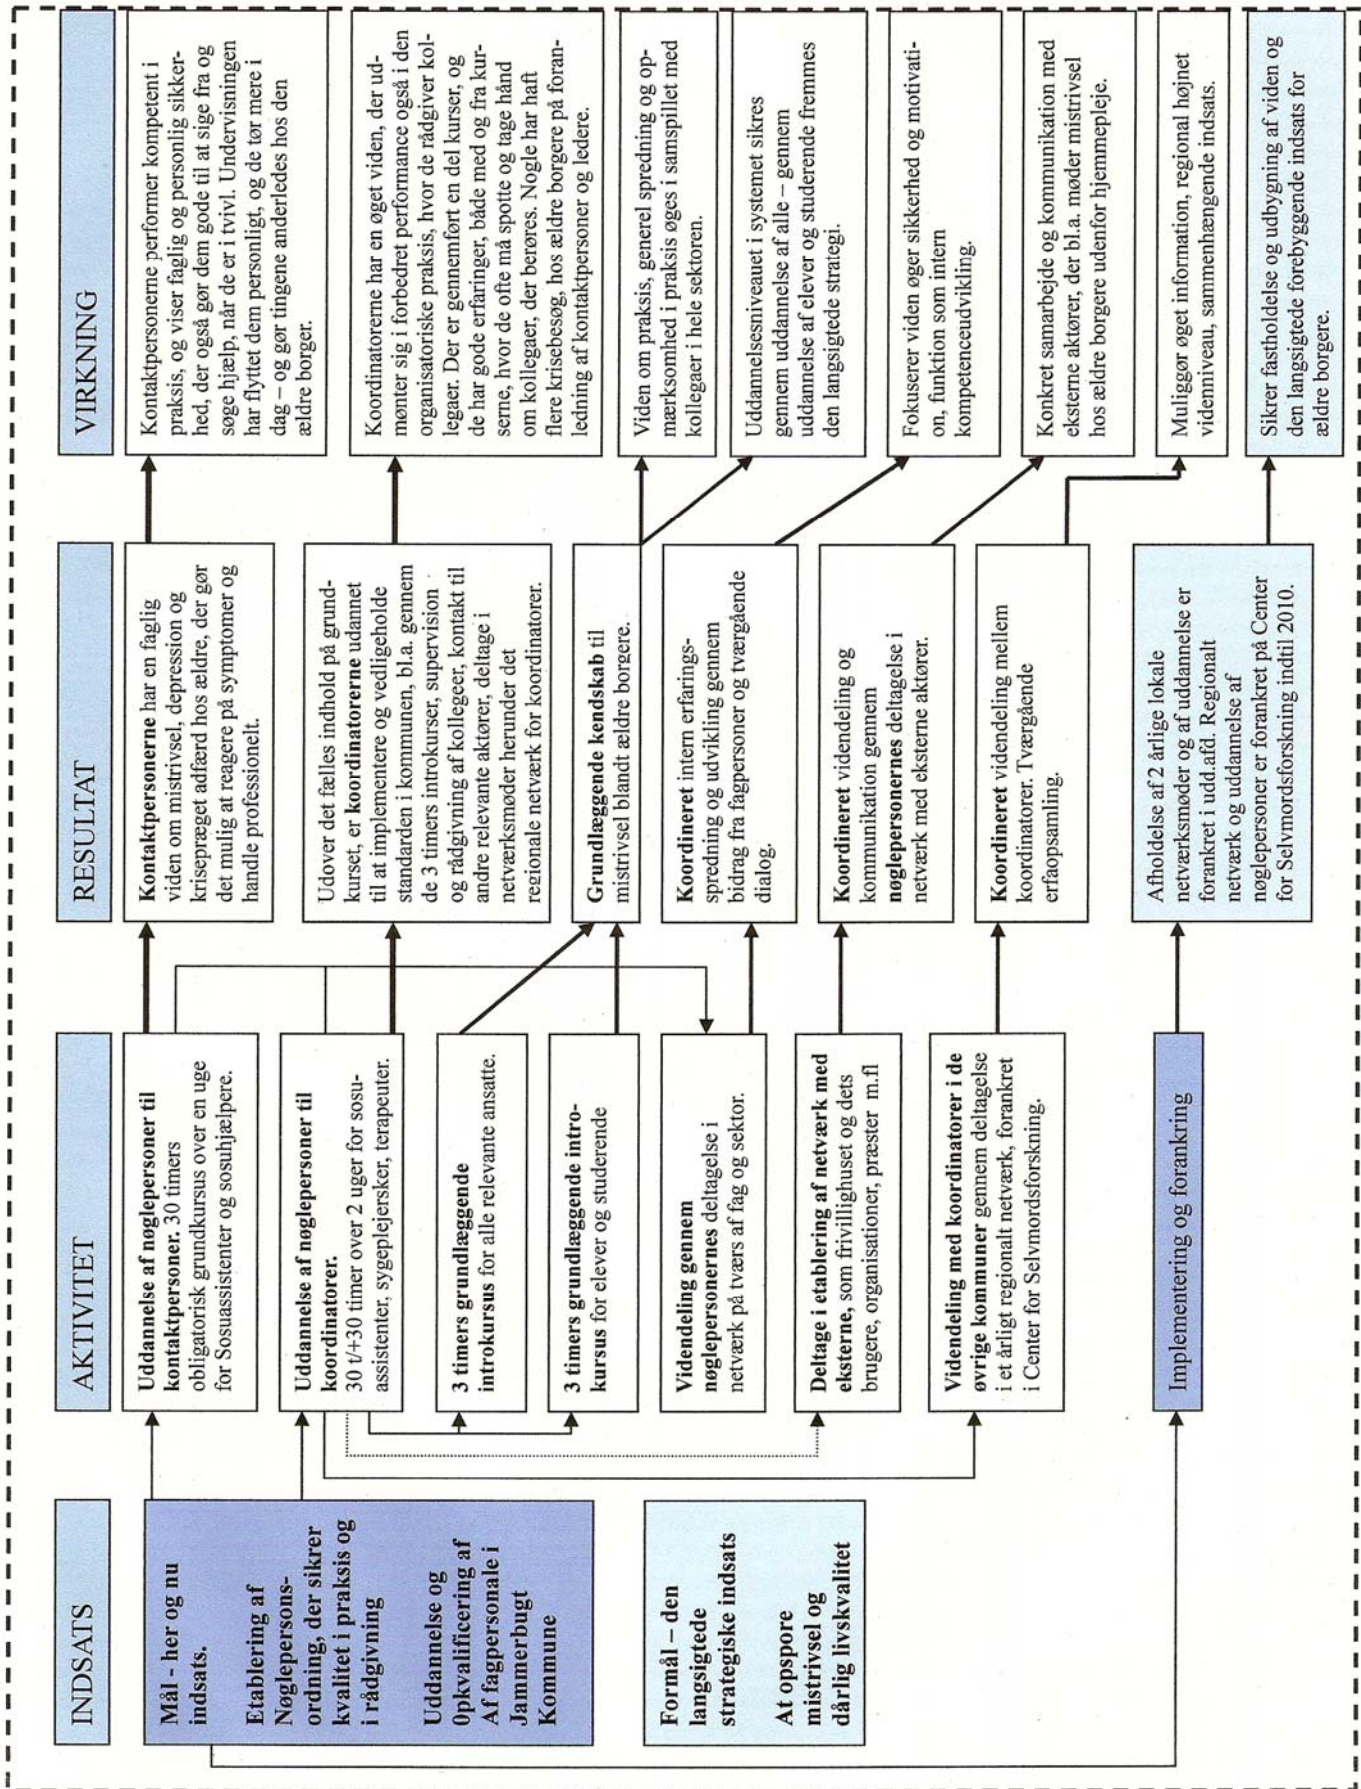 INDSATS
Mål - her og nu
indsats.
Etablering af
Nøglepersons-
ordning, der sikrer
kvalitet i praksis og
i rådgivning
Uddannelse og
Opkvalificering af
Af fagpersonale i
Jammerbugt
Kommune
Formål – den
langsigtede
strategiske indsats
At opspore
mistrivsel og
dårlig livskvalitet
AKTIVITET
Uddannelse af nøglepersoner til
kontaktpersoner. 30 timers
obligatorisk grundkursus over en uge
for Sosuassistenter og sosuhjælpere.
Uddannelse af nøglepersoner til
koordinatorer.
30 t/+30 timer over 2 uger for sosu-
assistenter, sygeplejersker, terapeuter.
3 timers grundlæggende
introkursus for alle relevante ansatte.
3 timers grundlæggende intro-
kursus for elever og studerende
Videndeling gennem
nøglepersonernes deltagelse i
netværk på tværs af fag og sektor.
Deltage i etablering af netværk med
eksterne, som frivillighuset og dets
brugere, organisationer, præster m.fl
Videndeling med koordinatorer i de
øvrige kommuner gennem deltagelse
i et årligt regionalt netværk, forankret
i Center for Selvmordsforskning.
Implementering og forankring
RESULTAT
Kontaktpersonerne har en faglig
viden om mistrivsel, depression og
krisepræget adfærd hos ældre, der gør
det mulig at reagere på symptomer og
handle professionelt.
Udover det fælles indhold på grund-
kurset, er koordinatorerne udannet
til at implementere og vedligeholde
standarden i kommunen, bl.a. gennem
de 3 timers introkurser, supervision
og rådgivning af kollegeer, kontakt til
andre relevante aktører, deltage i
netværksmøder herunder det
regionale netværk for koordinatorer.
Grundlæggende kendskab til
mistrivsel blandt ældre borgere.
Koordineret intern erfarings-
spredning og udvikling gennem
bidrag fra fagpersoner og tværgående
dialog.
Koordineret videndeling og
kommunikation gennem
nøglepersonernes deltagelse i
netværk med eksterne aktører.
Koordineret videndeling mellem
koordinatorer. Tværgående
erfaopsamling.
Afholdelse af 2 årlige lokale
netværksmøder og af uddannelse er
forankret i udd.afd. Regionalt
netværk og uddannelse af
nøglepersoner er forankret på Center
for Selvmordsforskning indtil 2010.
VIRKNING
Kontaktpersonerne performer kompetent i
praksis, og viser faglig og personlig sikker-
hed, der også gør dem gode til at sige fra og
søge hjælp, når de er i tvivl. Undervisningen
har flyttet dem personligt, og de tør mere i
dag – og gør tingene anderledes hos den
ældre borger.
Koordinatorerne har en øget viden, der ud-
mønter sig i forbedret performance også i den
organisatoriske praksis, hvor de rådgiver kol-
legaer. Der er gennemført en del kurser, og
de har gode erfaringer, både med og fra kur-
serne, hvor de ofte må spotte og tage hånd
om kollegaer, der berøres. Nogle har haft
flere krisebesøg, hos ældre borgere på foran-
ledning af kontaktpersoner og ledere.
Viden om praksis, generel spredning og op-
mærksomhed i praksis øges i samspillet med
kollegaer i hele sektoren.
Uddannelsesniveauet i systemet sikres
gennem uddannelse af alle – gennem
uddannelse af elever og studerende fremmes
den langsigtede strategi.
Fokuserer viden øger sikkerhed og motivati-
on, funktion som intern
kompetenceudvikling.
Konkret samarbejde og kommunikation med
eksterne aktører, der bl.a. møder mistrivsel
hos ældre borgere udenfor hjemmepleje.
Muliggør øget information, regional højnet
videnniveau, sammenhængende indsats.
Sikrer fastholdelse og udbygning af viden og
den langsigtede forebyggende indsats for
ældre borgere.